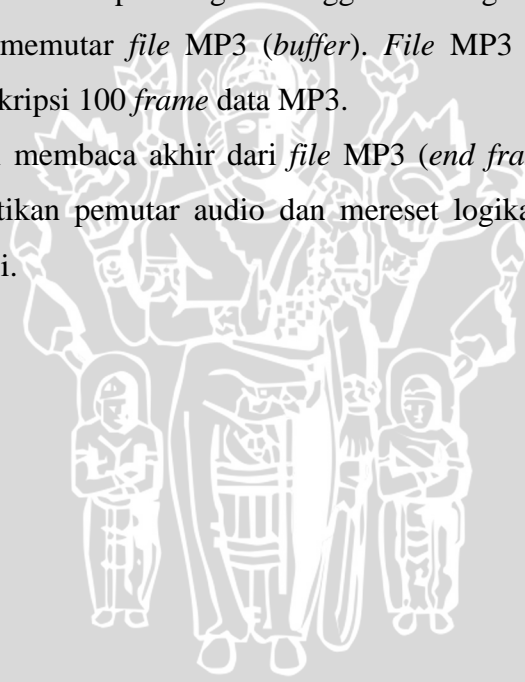 memutar file MP3 (buffer). File MP3
kripsi 100 frame data MP3.
membaca akhir dari file MP3 (end fra
tikan pemutar audio dan mereset logika
i.